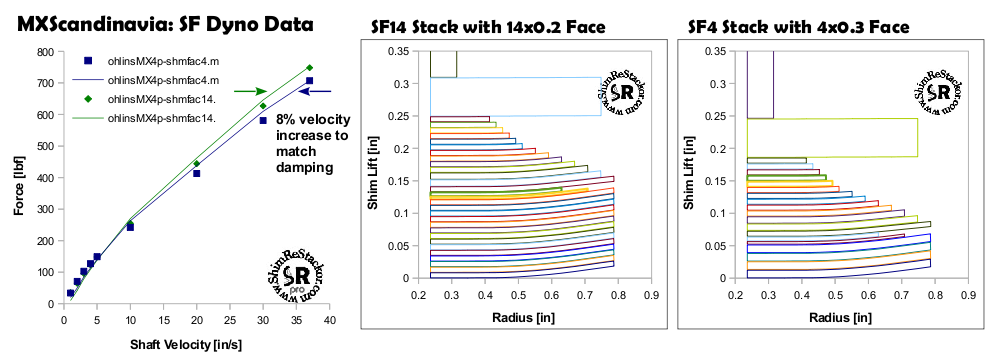 MXScandinavia: SF Dyno Data
800
700
600
500
400
300
200
100
0
0 5 10 15 20 25 30 35 40
Force [lbf]
Shaft Velocity [in/s]
ohlinsMX4p-shmfac4.m
ohlinsMX4p-shmfac4.m
ohlinsMX4p-shmfac14.
ohlinsMX4p-shmfac14.
8% velocity
increase to
match
damping
www.ShimReStackor.com
SR
pro
SF14 Stack with 14x0.2 Face
0.35
0.3
0.25
0.2
0.15
0.1
0.05
0
0.2 0.3 0.4 0.5 0.6 0.7 0.8 0.9
Shim Lift [in]
Radius [in]
www.ShimReStackor.com
SR
SF4 Stack with 4x0.3 Face
0.35
0.3
0.25
0.2
0.15
0.1
0.05
0
0.2 0.3 0.4 0.5 0.6 0.7 0.8 0.9
Shim Lift [in]
Radius [in]
www.ShimReStackor.com
SR